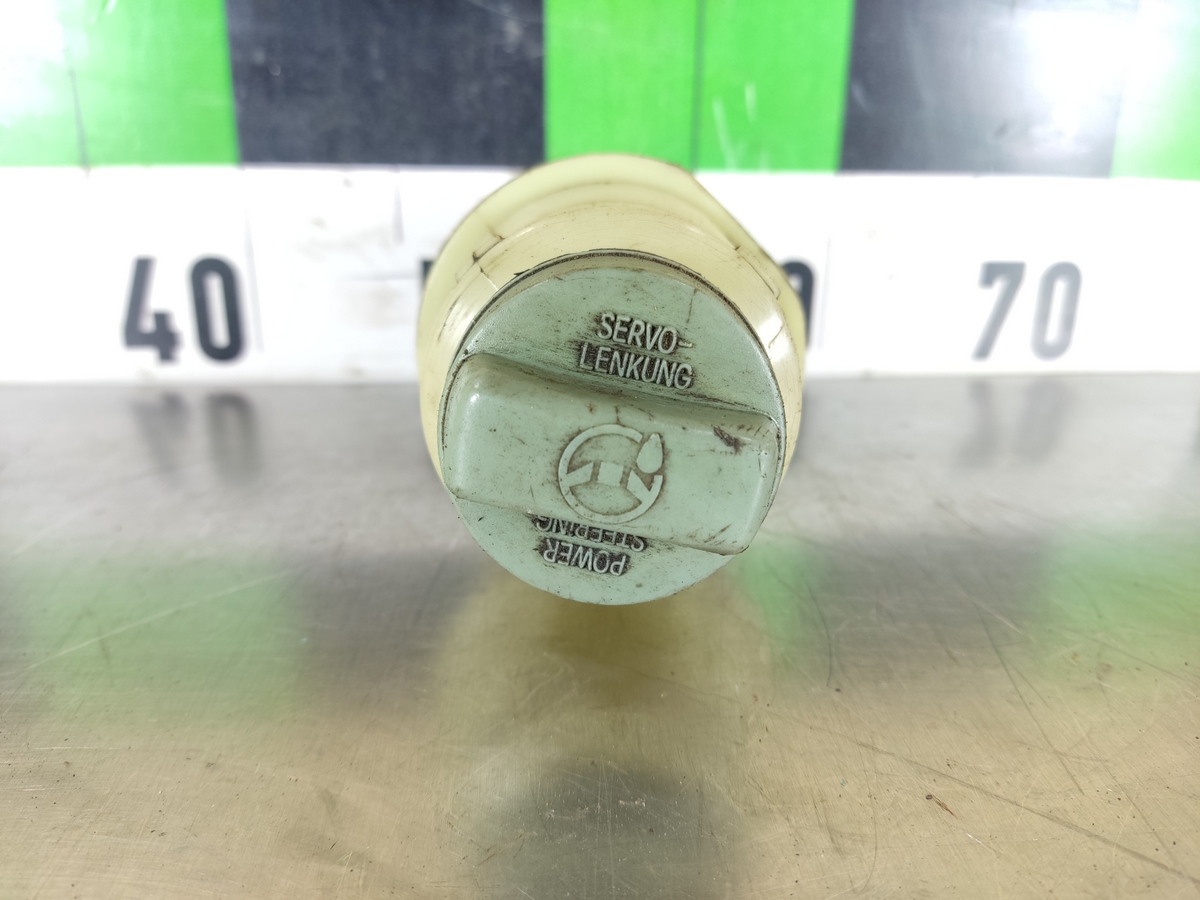 40
70
SERVO-
LENKUNG
POWER
STEERING